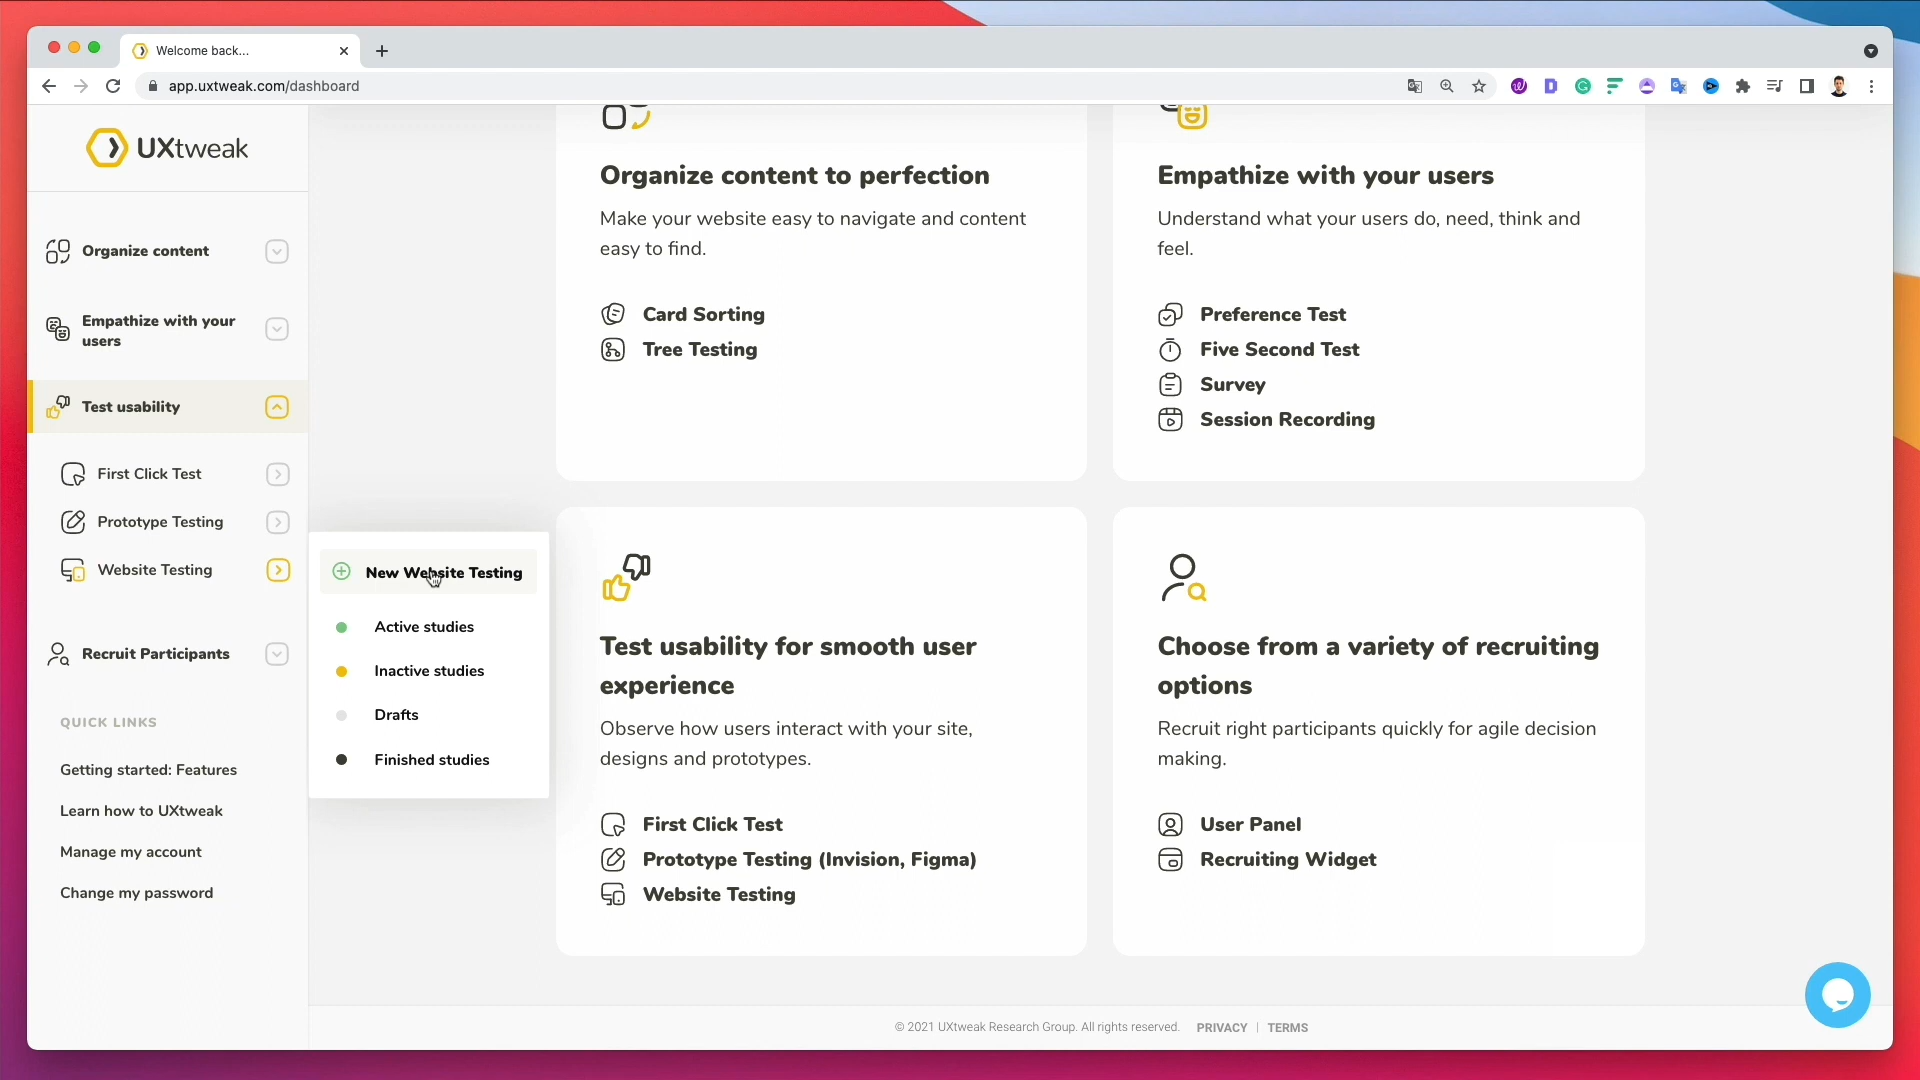 Welcome back...
app.uxtweak.com/dashboard
UXtweak
Organize content
Empathize with your
users
Test usability
First Click Test
Prototype Testing
Website Testing
Recruit Participants
QUICK LINKS
Getting started: Features
Learn how to UXtweak
Manage my account
Change my password
New Website Testing
Active studies
Inactive studies
Drafts
Finished studies
Organize content to perfection
Make your website easy to navigate and content
easy to find.
Card Sorting
Tree Testing
Empathize with your users
Understand what your users do, need, think and
feel.
Preference Test
Five Second Test
Survey
Session Recording
Test usability for smooth user
experience
Observe how users interact with your site,
designs and prototypes.
First Click Test
Prototype Testing (Invision, Figma)
Website Testing
Choose from a variety of recruiting
options
Recruit right participants quickly for agile decision
making.
User Panel
Recruiting Widget
© 2021 UXtweak Research Group. All rights reserved. PRIVACY | TERMS